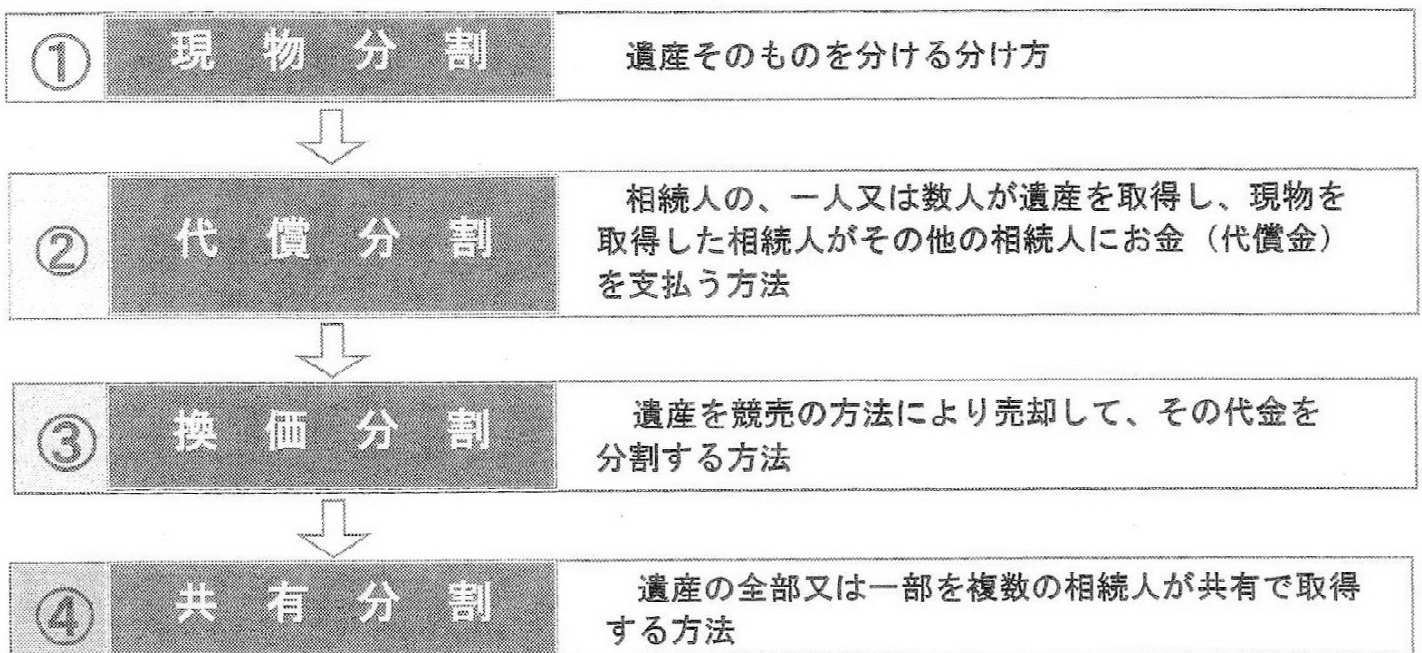 ① 現物分割 遺産そのものを分ける分け方
② 代償分割
相続人の、一人又は数人が遺産を取得し、現物を
取得した相続人がその他の相続人にお金（代償金）
を支払う方法
③ 換価分割
遺産を競売の方法により売却して、その代金を
分割する方法
④ 共有分割
遺産の全部又は一部を複数の相続人が共有で取得
する方法